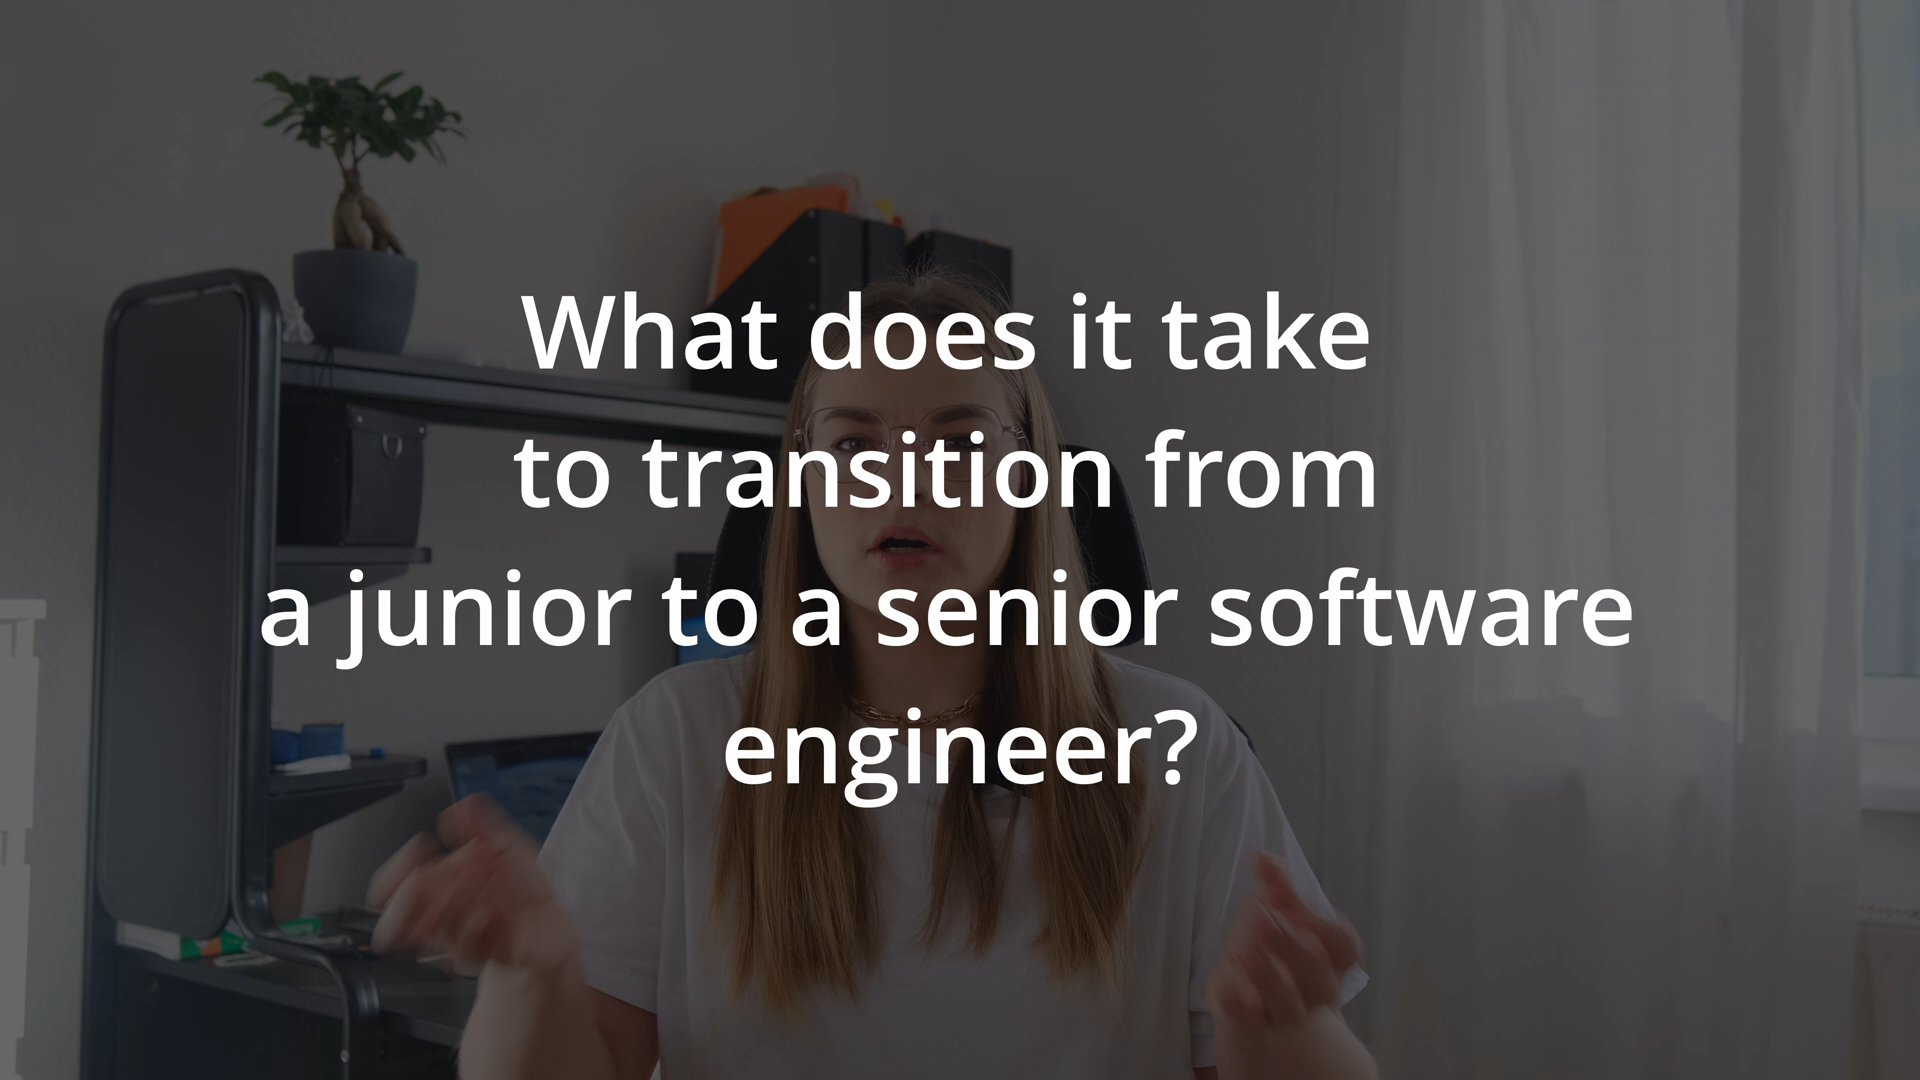 What does it take
to transition from
a junior to a senior software
engineer?